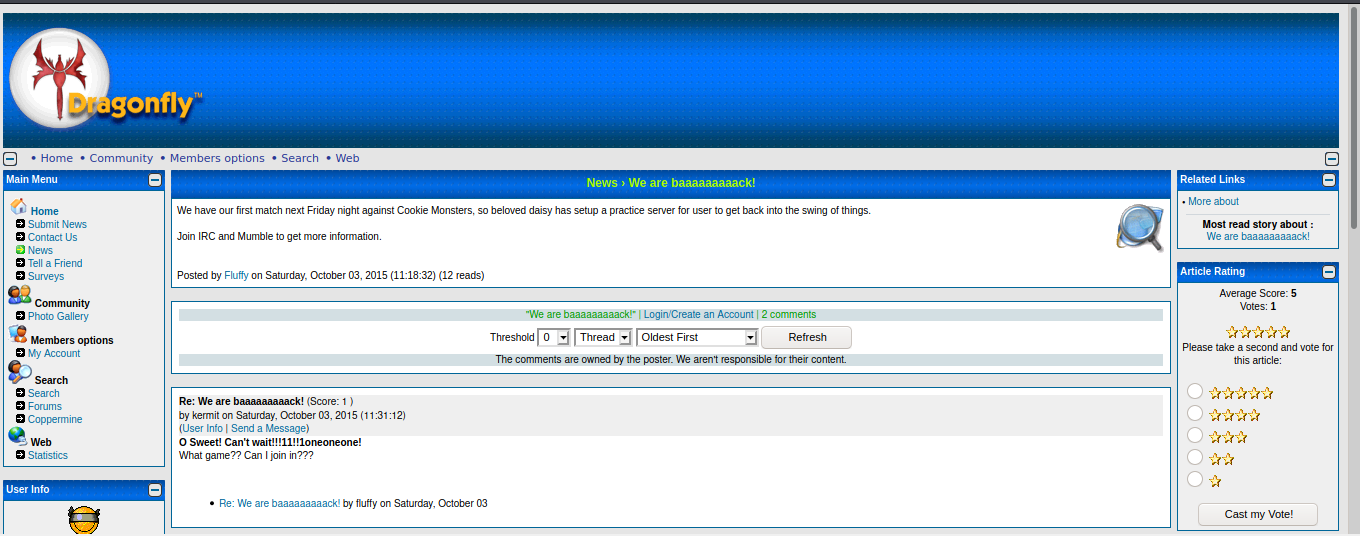 Dragonfly™
• Home • Community • Members options • Search • Web
Main Menu
Home
Submit News
Contact Us
News
Tell a Friend
Surveys
Community
Photo Gallery
Members options
My Account
Search
Search
Forums
Coppermine
Web
Statistics
User Info
News › We are baaaaaaaaack!
We have our first match next Friday night against Cookie Monsters, so beloved daisy has setup a practice server for user to get back into the swing of things.
Join IRC and Mumble to get more information.
Posted by Fluffy on Saturday, October 03, 2015 (11:18:32) (12 reads)
"We are baaaaaaaaack!" | Login/Create an Account | 2 comments
Threshold 0 Thread Oldest First Refresh
The comments are owned by the poster. We aren't responsible for their content.
Re: We are baaaaaaaaack! (Score: 1 )
by kermit on Saturday, October 03, 2015 (11:31:12)
(User Info | Send a Message)
O Sweet! Can't wait!!!11!!1oneoneone!
What game?? Can I join in???
• Re: We are baaaaaaaaack! by fluffy on Saturday, October 03
Related Links
• More about
Most read story about :
We are baaaaaaaaack!
Article Rating
Average Score: 5
Votes: 1
Please take a second and vote for
this article:
Cast my Vote!